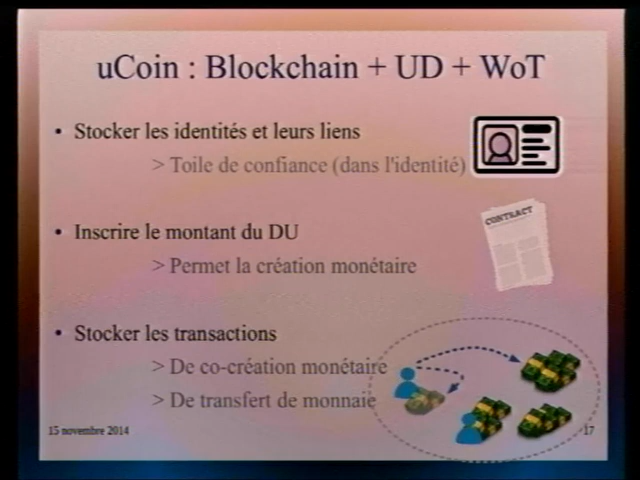 uCoin : Blockchain + UD + WoT
• Stocker les identités et leurs liens
> Toile de confiance (dans l'identité)
• Inscrire le montant du DU
CONTRACT
> Permet la création monétaire
• Stocker les transactions
> De co-création monétaire
> De transfert de monnaie
15 novembre 2014
17